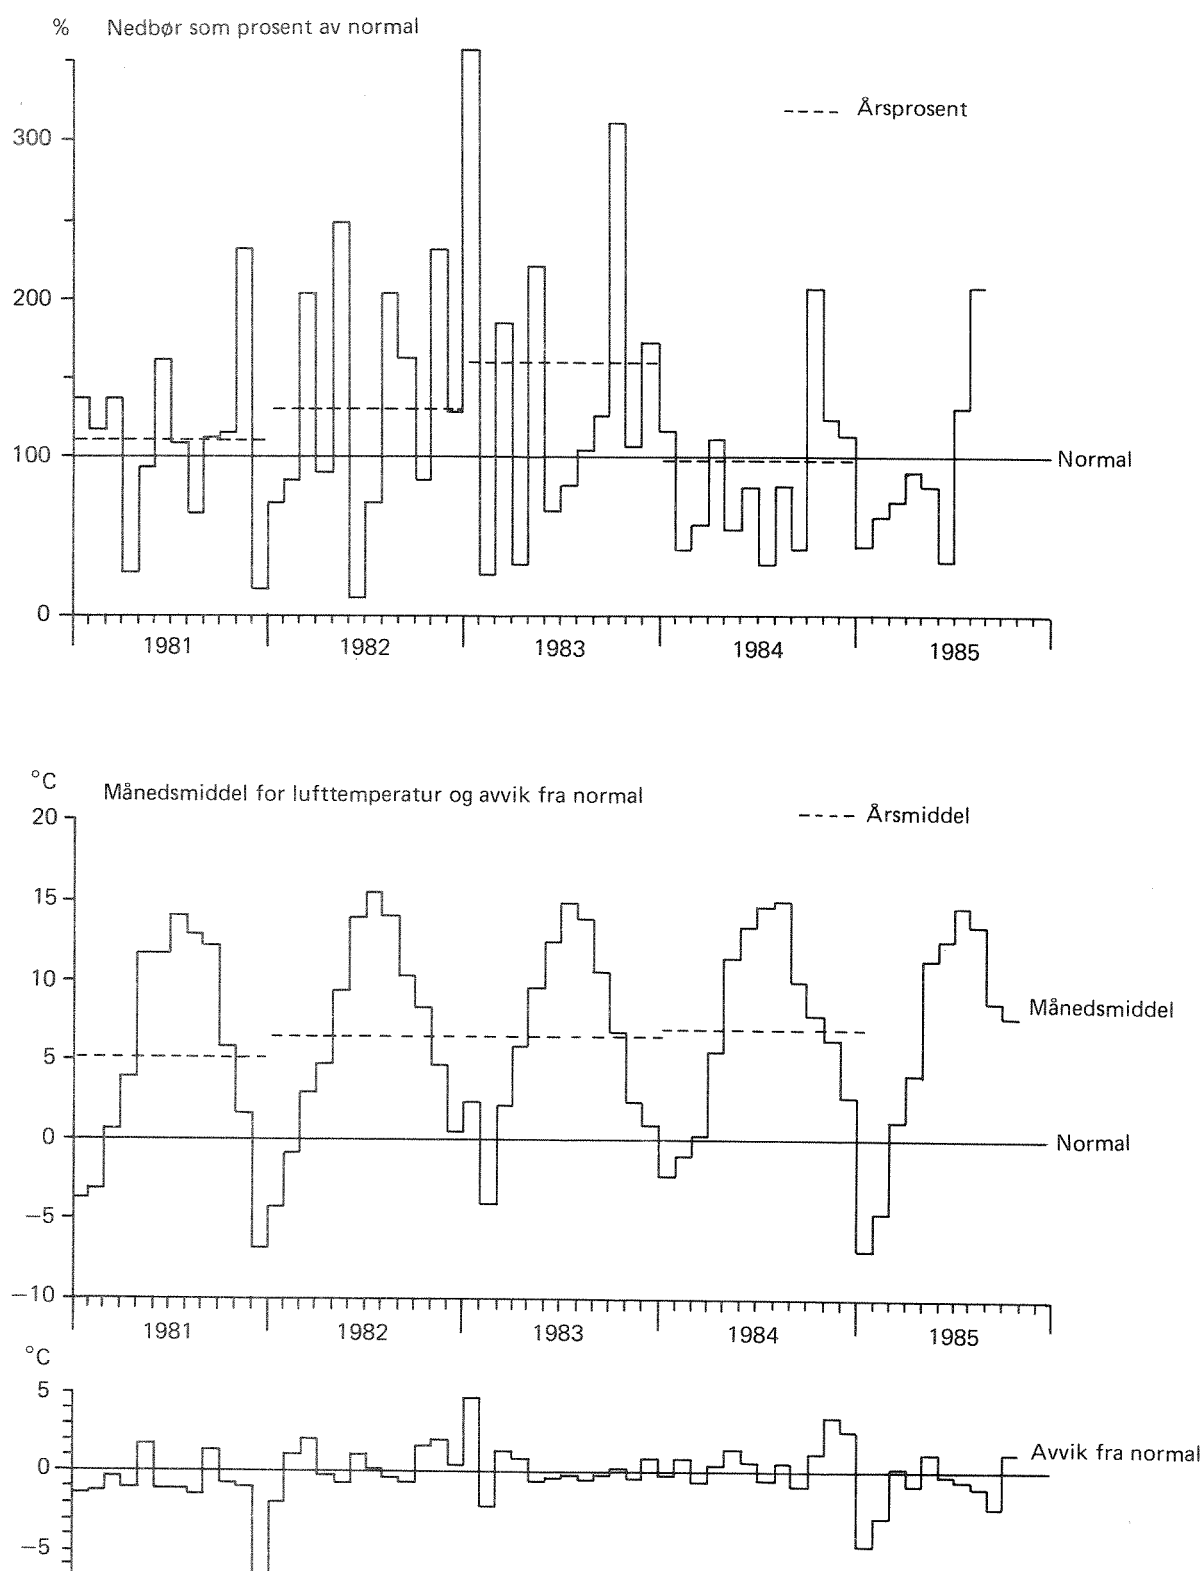 % Nedbør som prosent av normal
Årsprosent
300
200
100
Normal
0
1981 1982 1983 1984 1985
°C
Månedsmiddel for lufttemperatur og avvik fra normal
20
Årsmiddel
15
10
Månedsmiddel
5
0
Normal
−5
−10
1981 1982 1983 1984 1985
°C
5
Avvik fra normal
0
−5